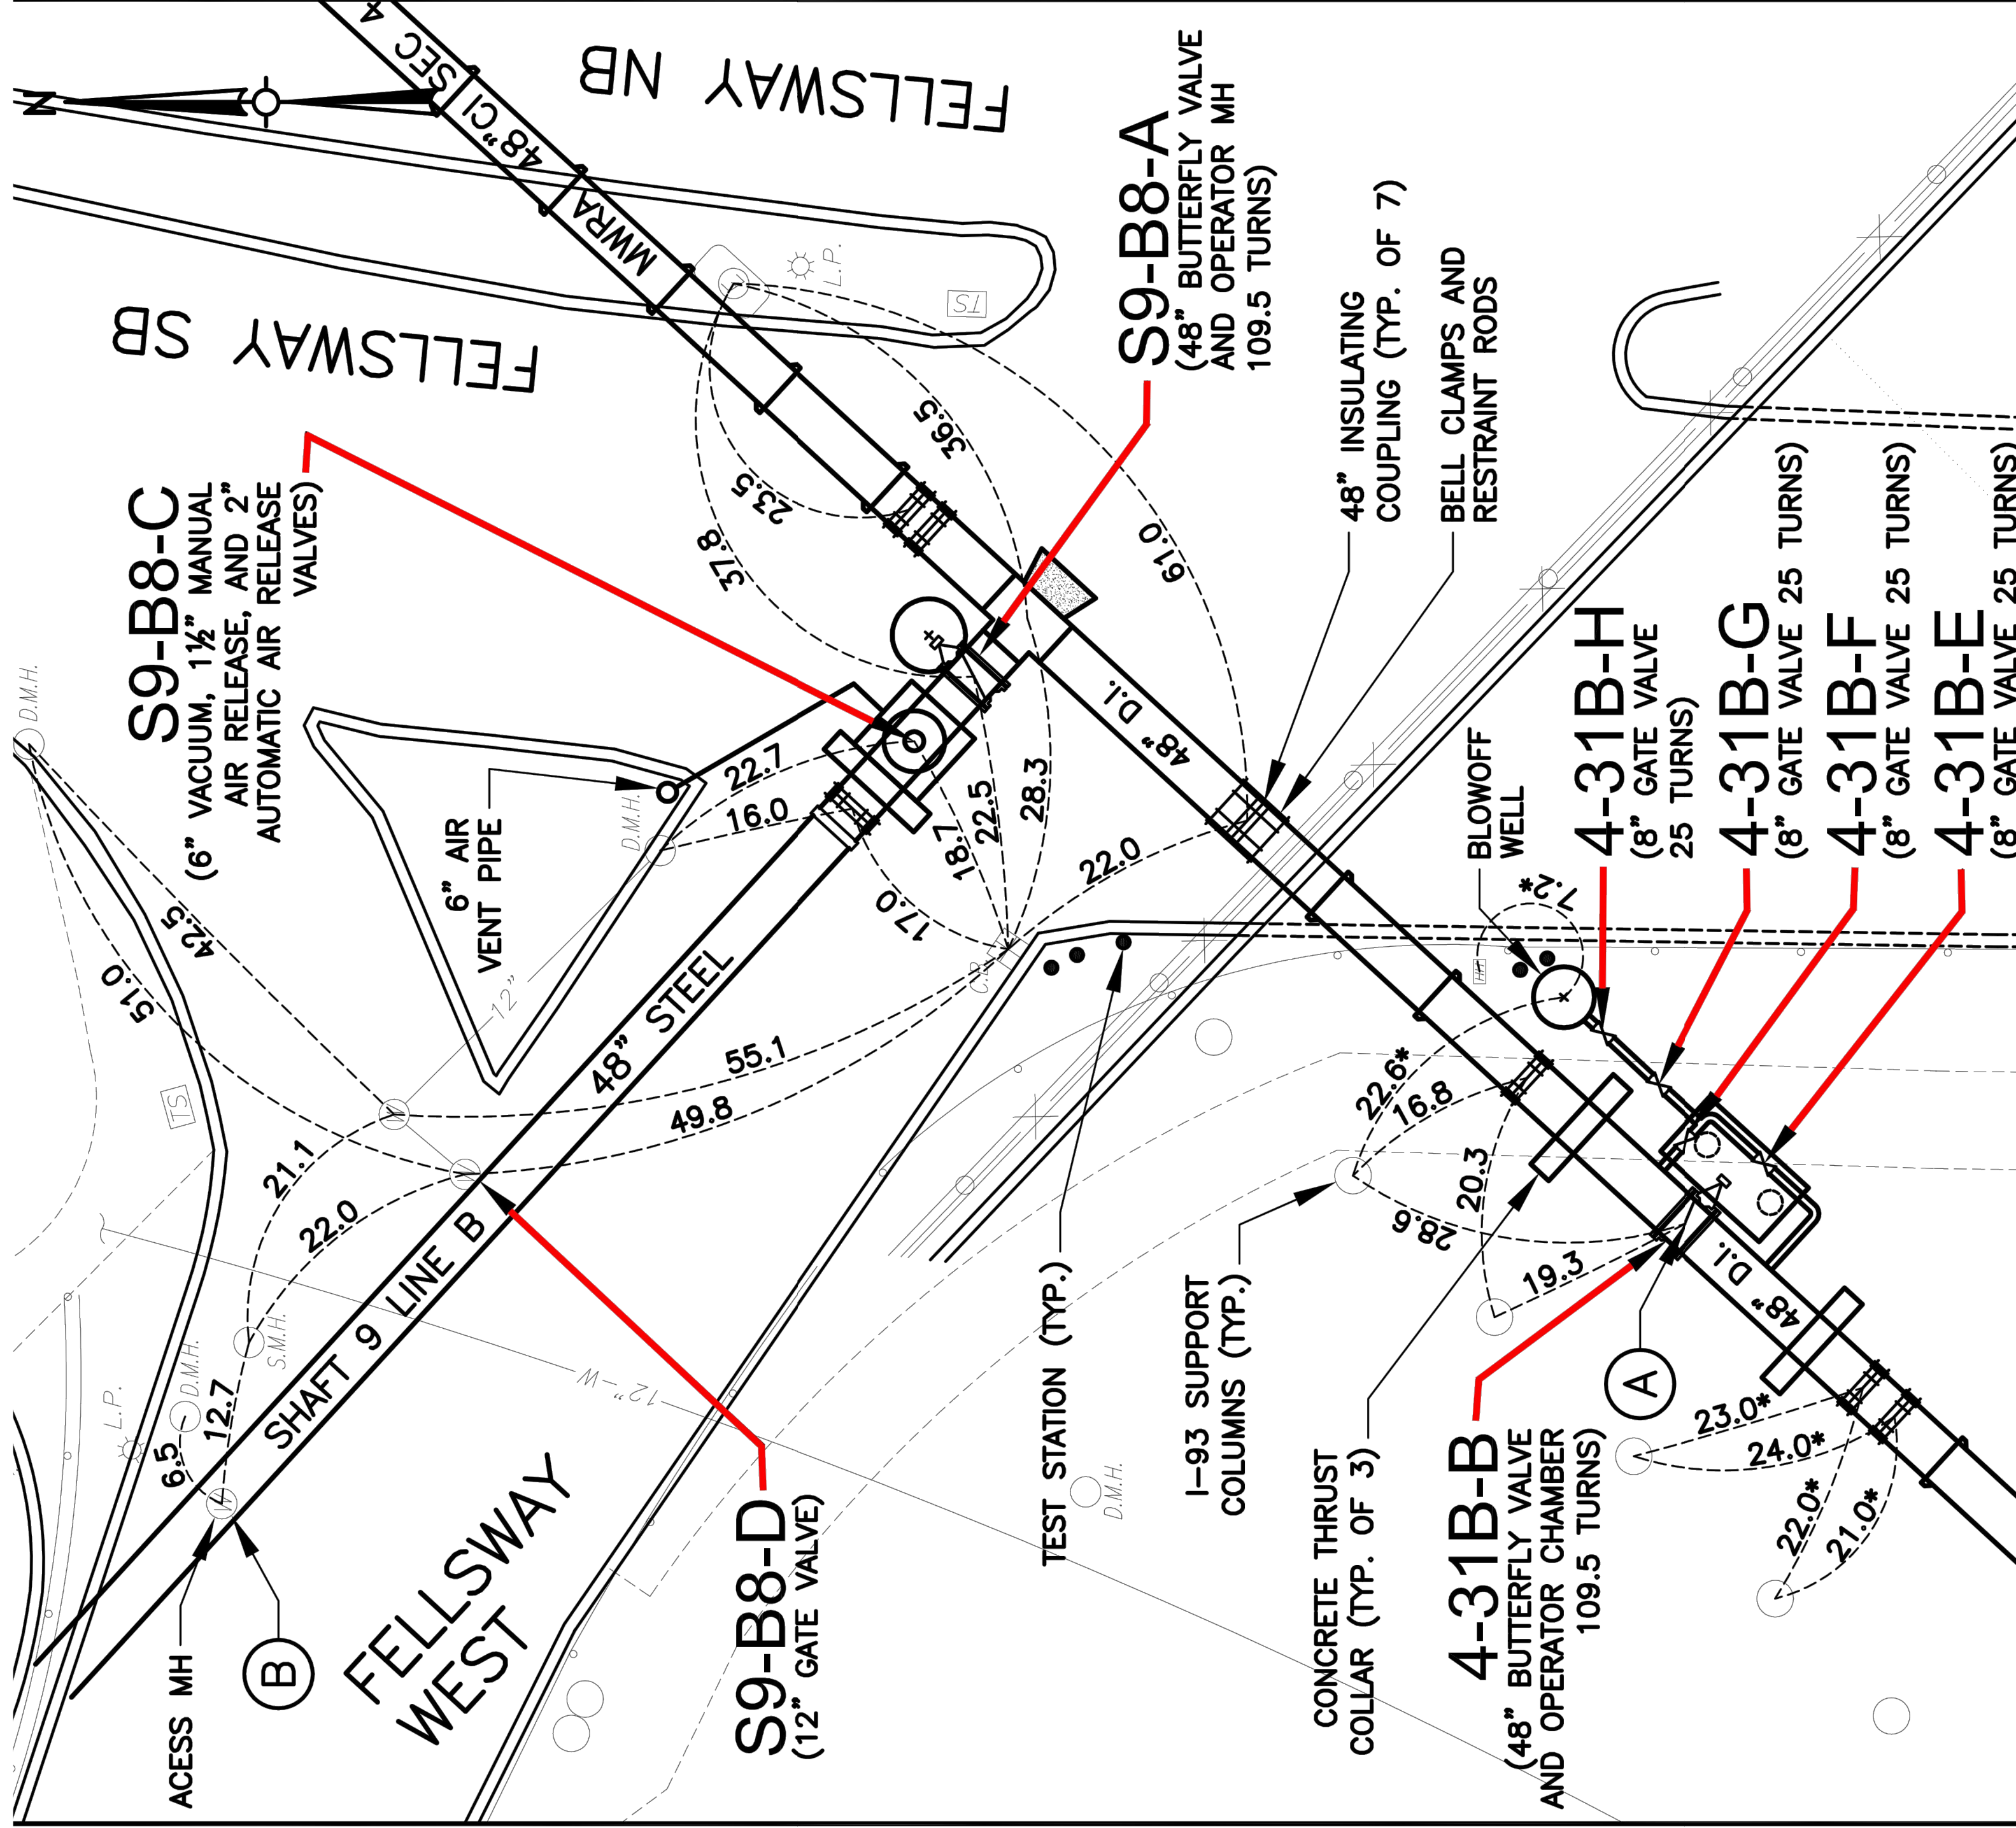 N
SEC 4
48" CI
MWRA
FELLSWAY NB
FELLSWAY SB
L.P.
TS
S9-B8-A
(48" BUTTERFLY VALVE
AND OPERATOR MH
109.5 TURNS)
S9-B8-C
(6" VACUUM, 1½" MANUAL
AIR RELEASE, AND 2"
AUTOMATIC AIR RELEASE
VALVES)
48" INSULATING
COUPLING (TYP. OF 7)
BELL CLAMPS AND
RESTRAINT RODS
D.M.H.
36.5
23.5
37.8
61.0
6" AIR
VENT PIPE
D.M.H.
22.7
16.0
48" D.I.
18.7
22.5
28.3
17.0
22.0
C.B.
42.5
51.0
12"
48" STEEL
55.1
49.8
TS
W
W
21.1
22.0
SHAFT 9 LINE B
S.M.H.
D.M.H.
L.P.
12.7
6.5
W
12"-W
ACESS MH
B
FELLSWAY
WEST
S9-B8-D
(12" GATE VALVE)
BLOWOFF
WELL
7.2*
HH
4-31B-H
(8" GATE VALVE
25 TURNS)
4-31B-G
(8" GATE VALVE 25 TURNS)
4-31B-F
(8" GATE VALVE 25 TURNS)
4-31B-E
(8" GATE VALVE 25 TURNS)
TEST STATION (TYP.)
D.M.H.
I-93 SUPPORT
COLUMNS (TYP.)
22.6*
16.8
20.3
28.6
19.3
CONCRETE THRUST
COLLAR (TYP. OF 3)
4-31B-B
(48" BUTTERFLY VALVE
AND OPERATOR CHAMBER
109.5 TURNS)
A
48" D.I.
23.0*
24.0*
22.0*
21.0*